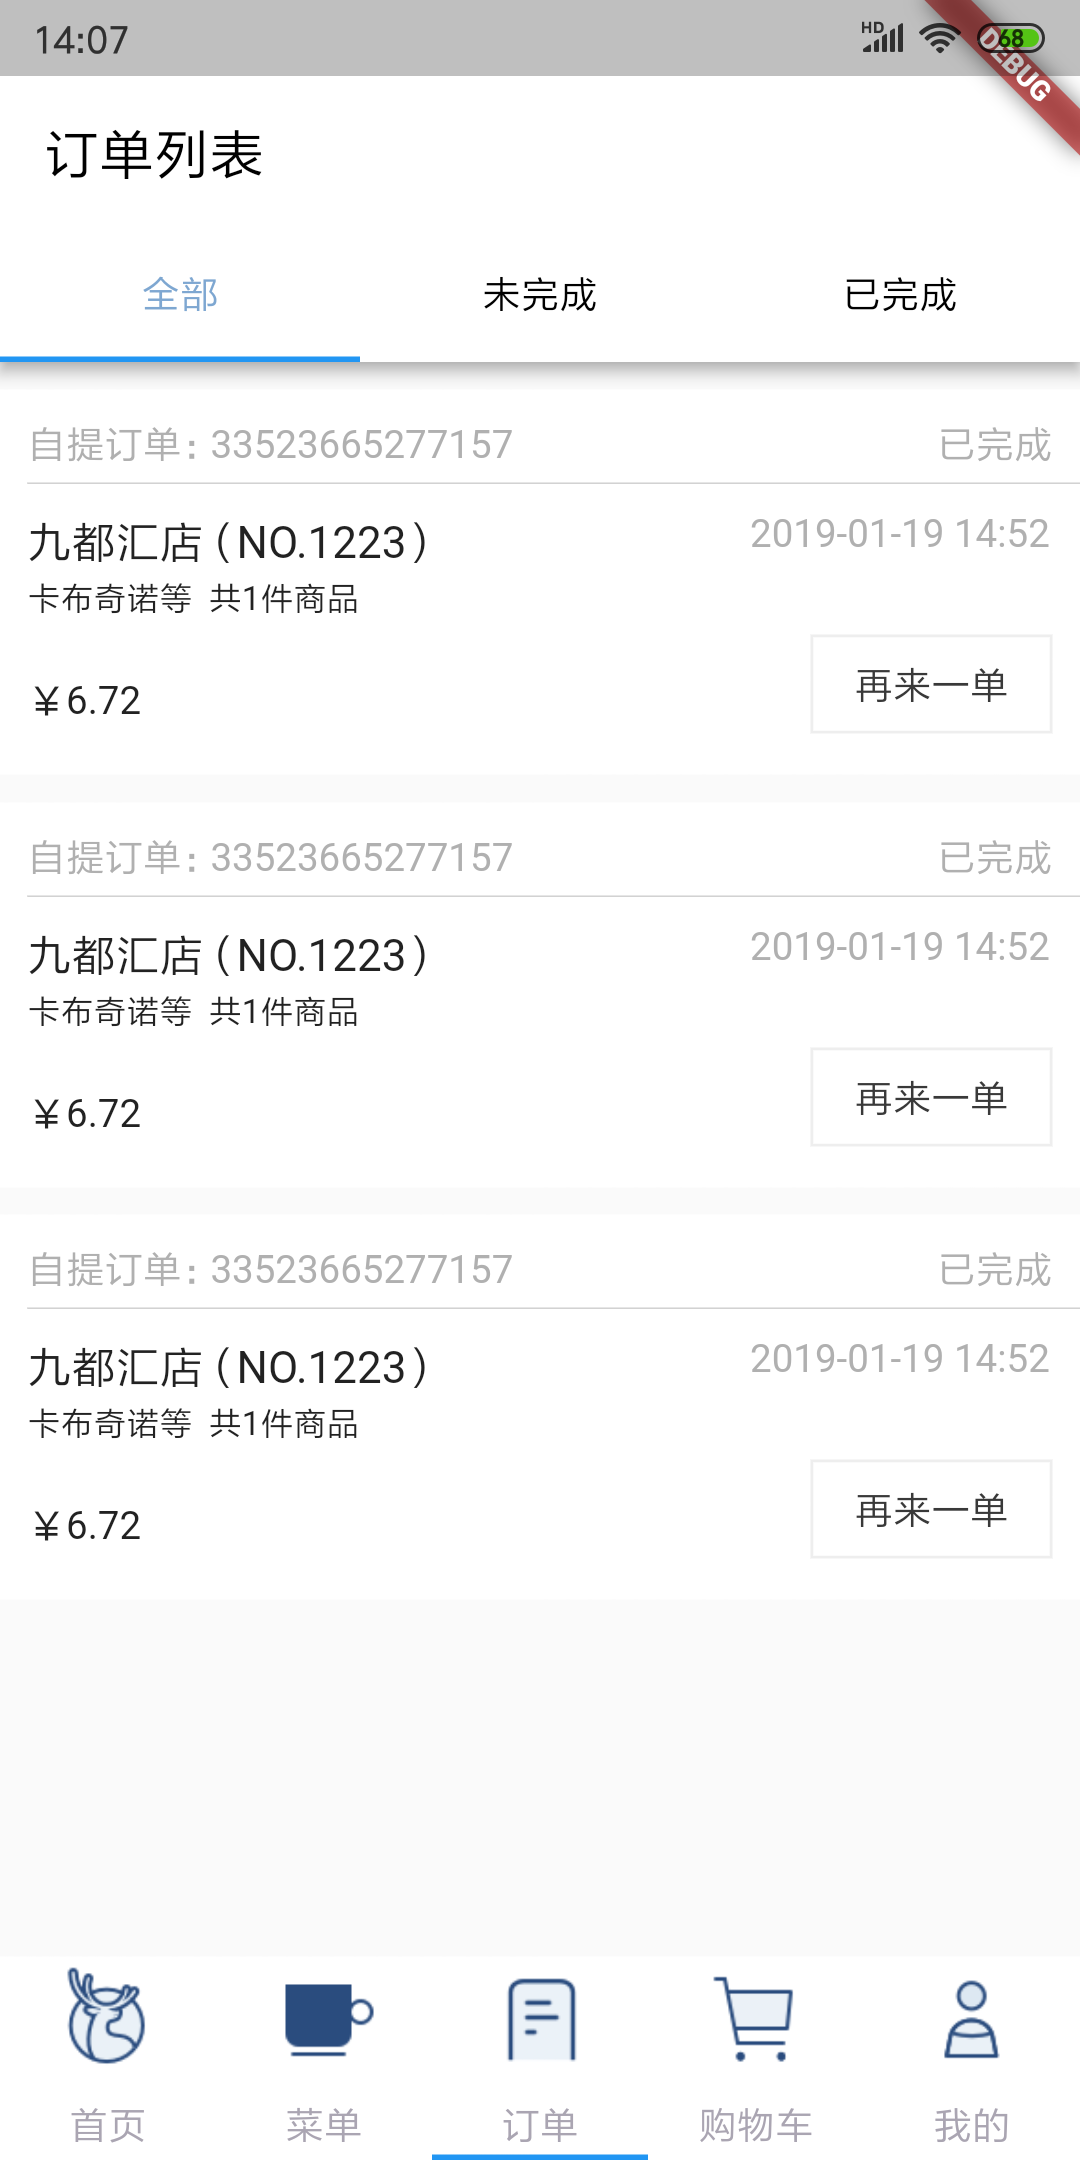 14:07 HD 68
DEBUG
订单列表
全部 未完成 已完成
自提订单：33523665277157 已完成
九都汇店（NO.1223） 2019-01-19 14:52
卡布奇诺等 共1件商品
￥6.72 再来一单
自提订单：33523665277157 已完成
九都汇店（NO.1223） 2019-01-19 14:52
卡布奇诺等 共1件商品
￥6.72 再来一单
自提订单：33523665277157 已完成
九都汇店（NO.1223） 2019-01-19 14:52
卡布奇诺等 共1件商品
￥6.72 再来一单
首页 菜单 订单 购物车 我的